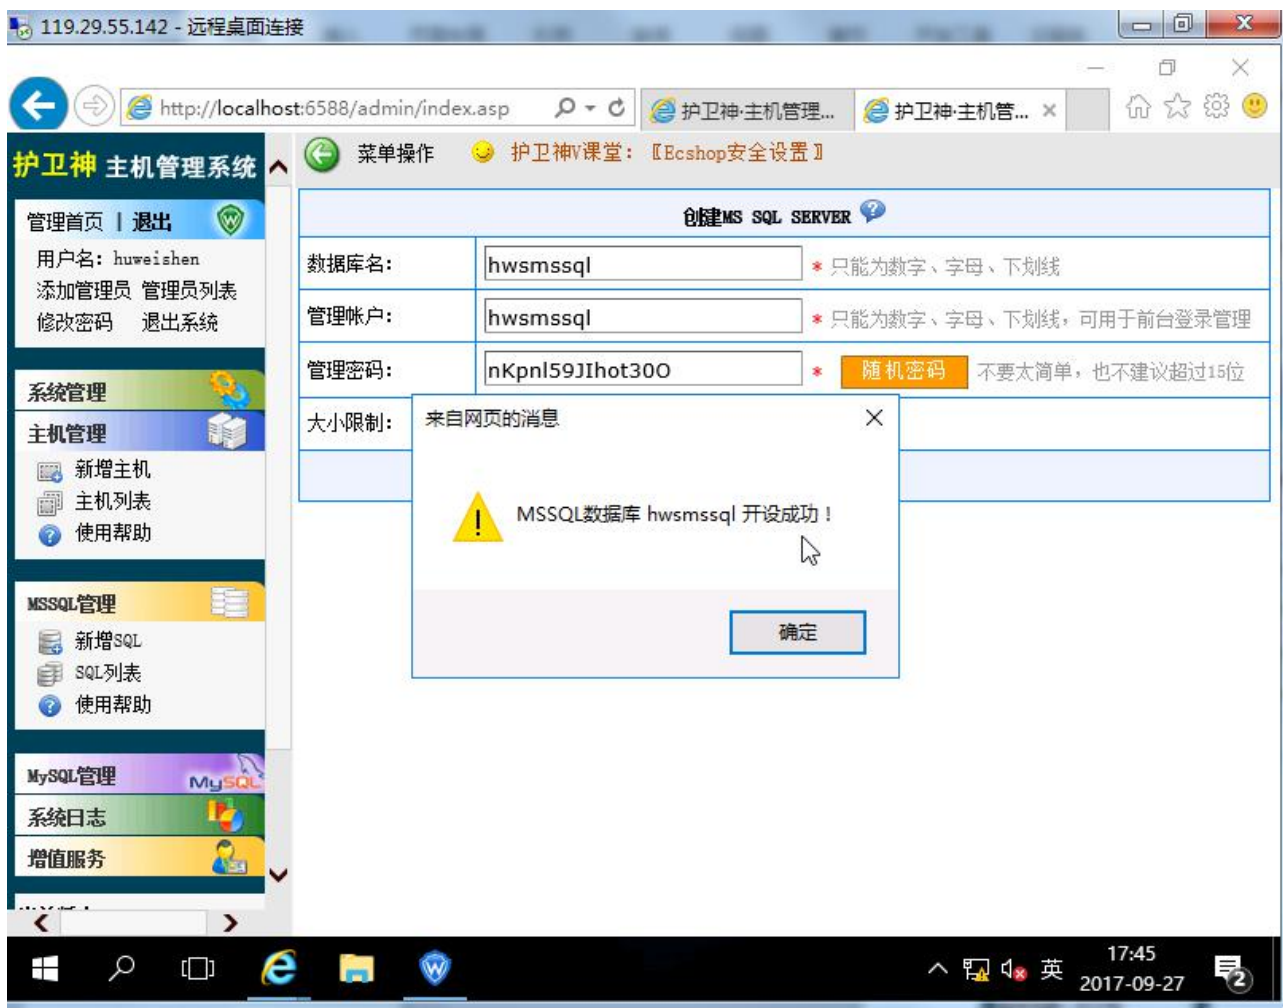 119.29.55.142 - 远程桌面连接
http://localhost:6588/admin/index.asp
护卫神·主机管理...
护卫神·主机管... ×
护卫神 主机管理系统
菜单操作 护卫神V课堂：〖Ecshop安全设置〗
管理首页 | 退出
用户名: huweishen
添加管理员 管理员列表
修改密码 退出系统
系统管理
主机管理
新增主机
主机列表
使用帮助
MSSQL管理
新增SQL
SQL列表
使用帮助
MySQL管理 MySQL
系统日志
增值服务
创建MS SQL SERVER
数据库名: hwsmssql * 只能为数字、字母、下划线
管理帐户: hwsmssql * 只能为数字、字母、下划线，可用于前台登录管理
管理密码: nKpnl59JIhot30O * 随机密码 不要太简单，也不建议超过15位
大小限制:
来自网页的消息
MSSQL数据库 hwsmssql 开设成功！
确定
英
17:45
2017-09-27
2